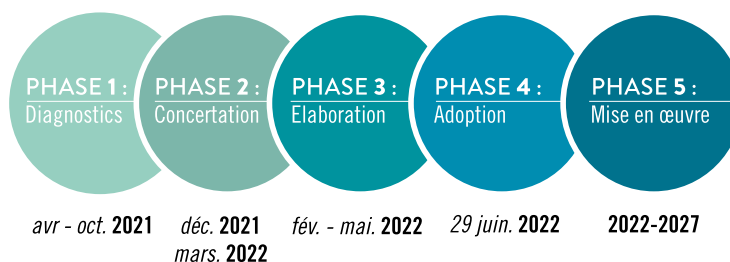 PHASE 1 :
Diagnostics
PHASE 2 :
Concertation
PHASE 3 :
Elaboration
PHASE 4 :
Adoption
PHASE 5 :
Mise en œuvre
avr - oct. 2021
déc. 2021
mars. 2022
fév. - mai. 2022
29 juin. 2022
2022-2027